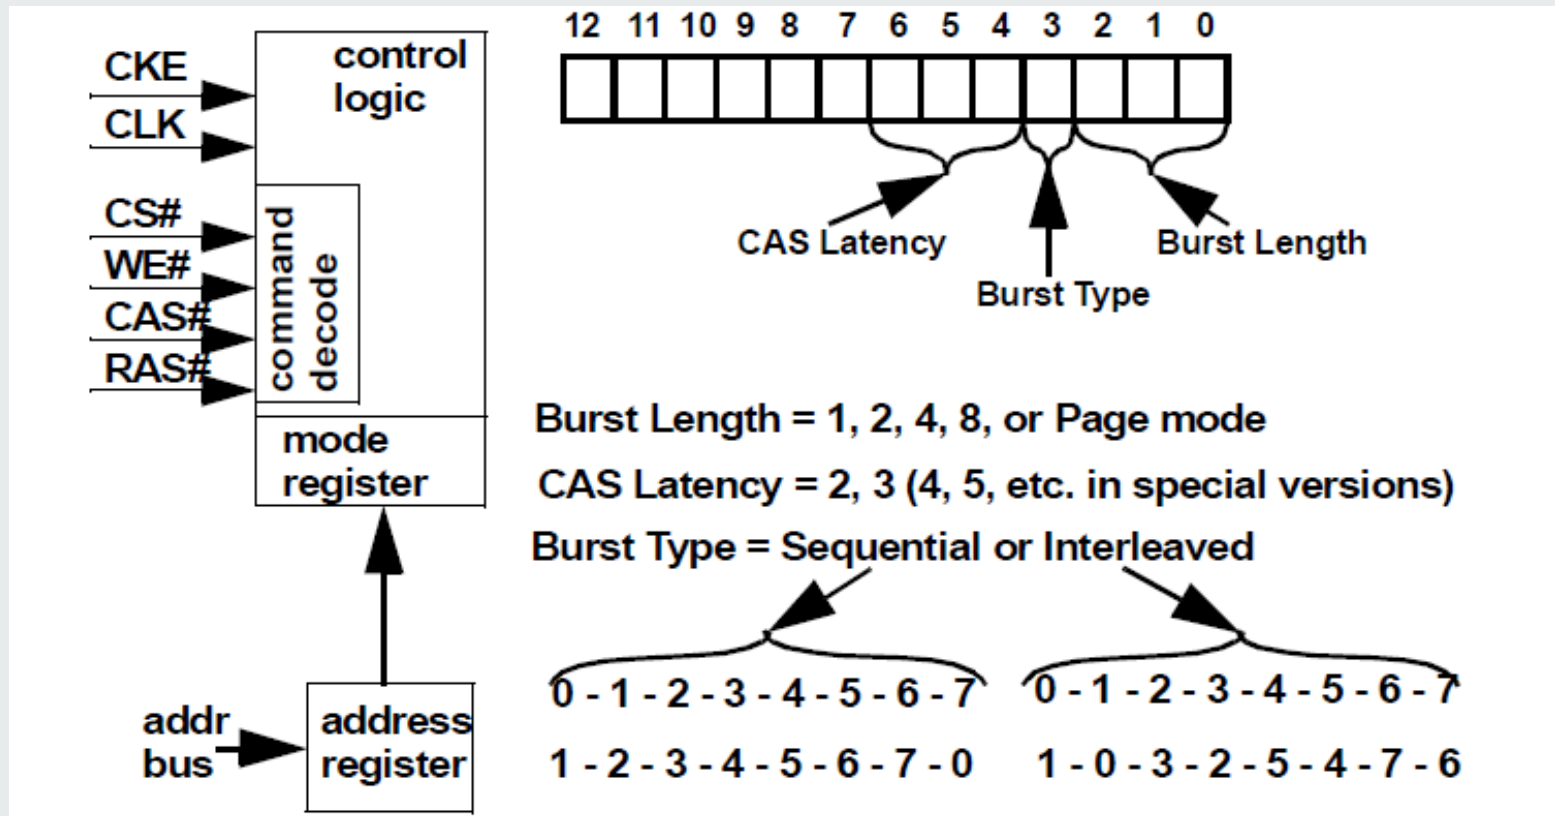 CKE
CLK
CS#
WE#
CAS#
RAS#
control
logic
command
decode
mode
register
addr
bus
address
register
12 11 10 9 8 7 6 5 4 3 2 1 0
CAS Latency
Burst Type
Burst Length
Burst Length = 1, 2, 4, 8, or Page mode
CAS Latency = 2, 3 (4, 5, etc. in special versions)
Burst Type = Sequential or Interleaved
0 - 1 - 2 - 3 - 4 - 5 - 6 - 7
1 - 2 - 3 - 4 - 5 - 6 - 7 - 0
0 - 1 - 2 - 3 - 4 - 5 - 6 - 7
1 - 0 - 3 - 2 - 5 - 4 - 7 - 6